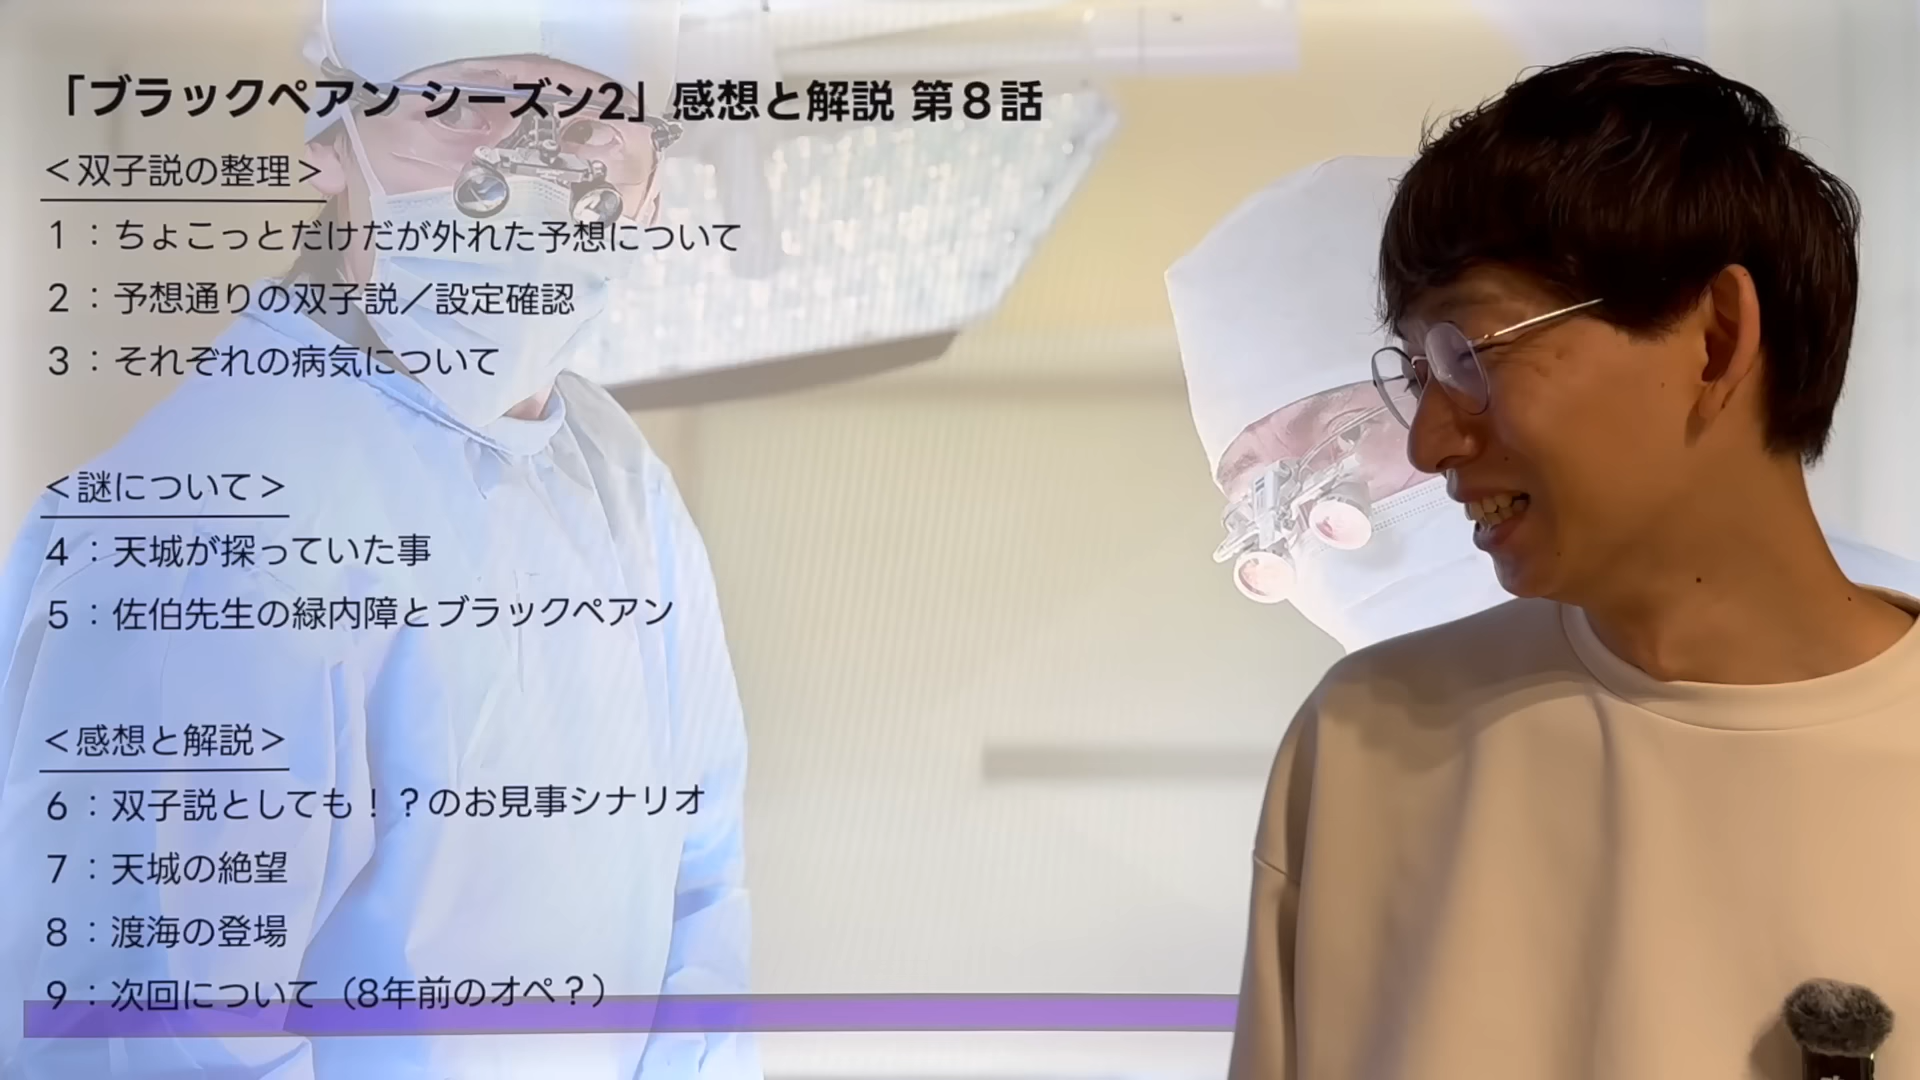 「ブラックペアン シーズン2」感想と解説 第8話
＜双子説の整理＞
1：ちょこっとだけだが外れた予想について
2：予想通りの双子説／設定確認
3：それぞれの病気について
＜謎について＞
4：天城が探っていた事
5：佐伯先生の緑内障とブラックペアン
＜感想と解説＞
6：双子説としても！？のお見事シナリオ
7：天城の絶望
8：渡海の登場
9：次回について（8年前のオペ？）